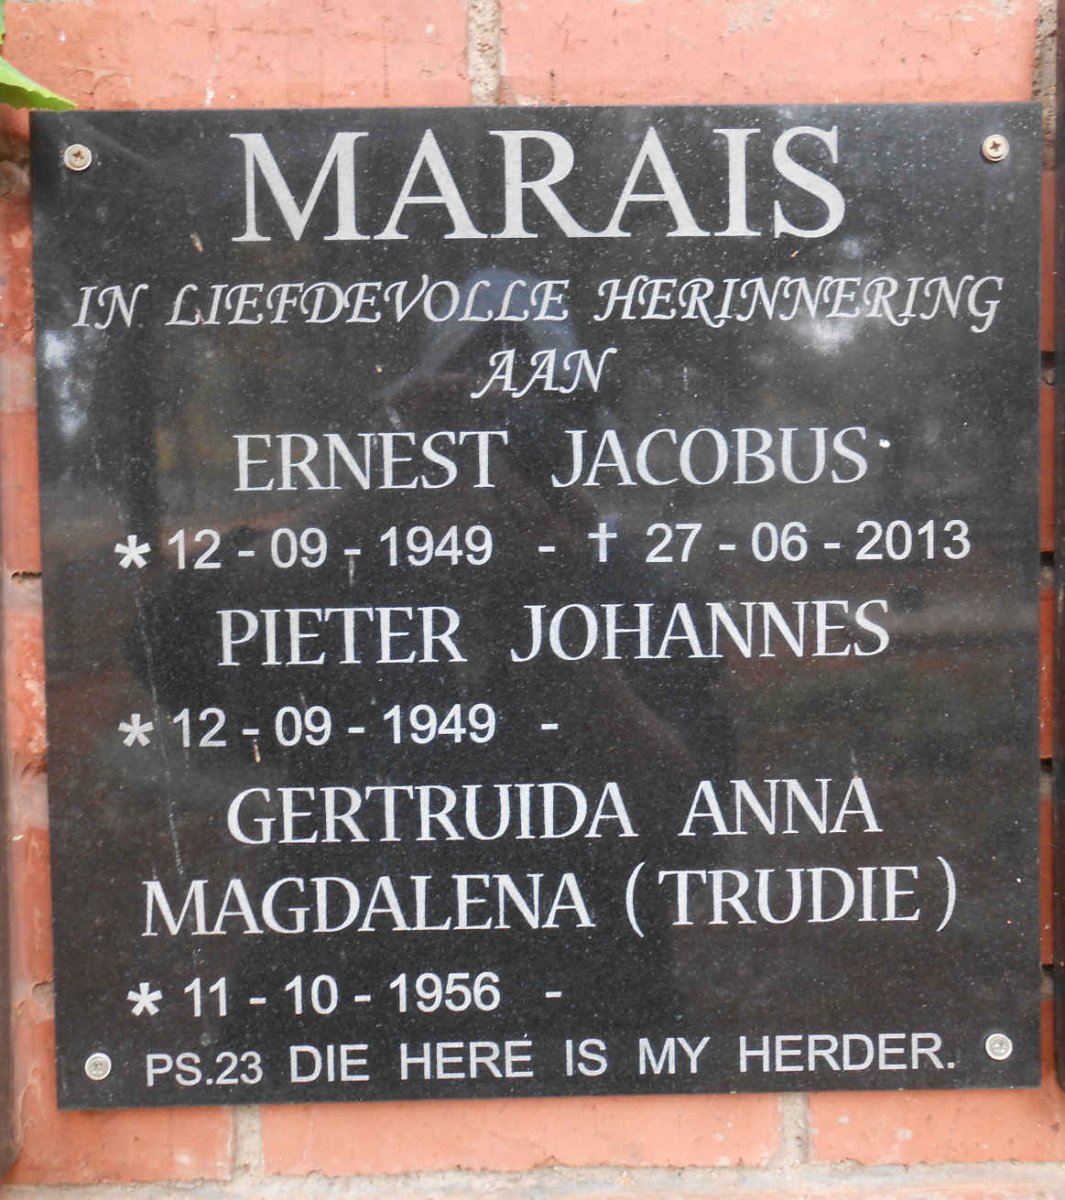 MARAIS
IN LIEFDEVOLLE HERINNERING
AAN
ERNEST JACOBUS
* 12 - 09 - 1949 - † 27 - 06 - 2013
PIETER JOHANNES
* 12 - 09 - 1949 -
GERTRUIDA ANNA
MAGDALENA (TRUDIE)
* 11 - 10 - 1956 -
PS.23 DIE HERE IS MY HERDER.